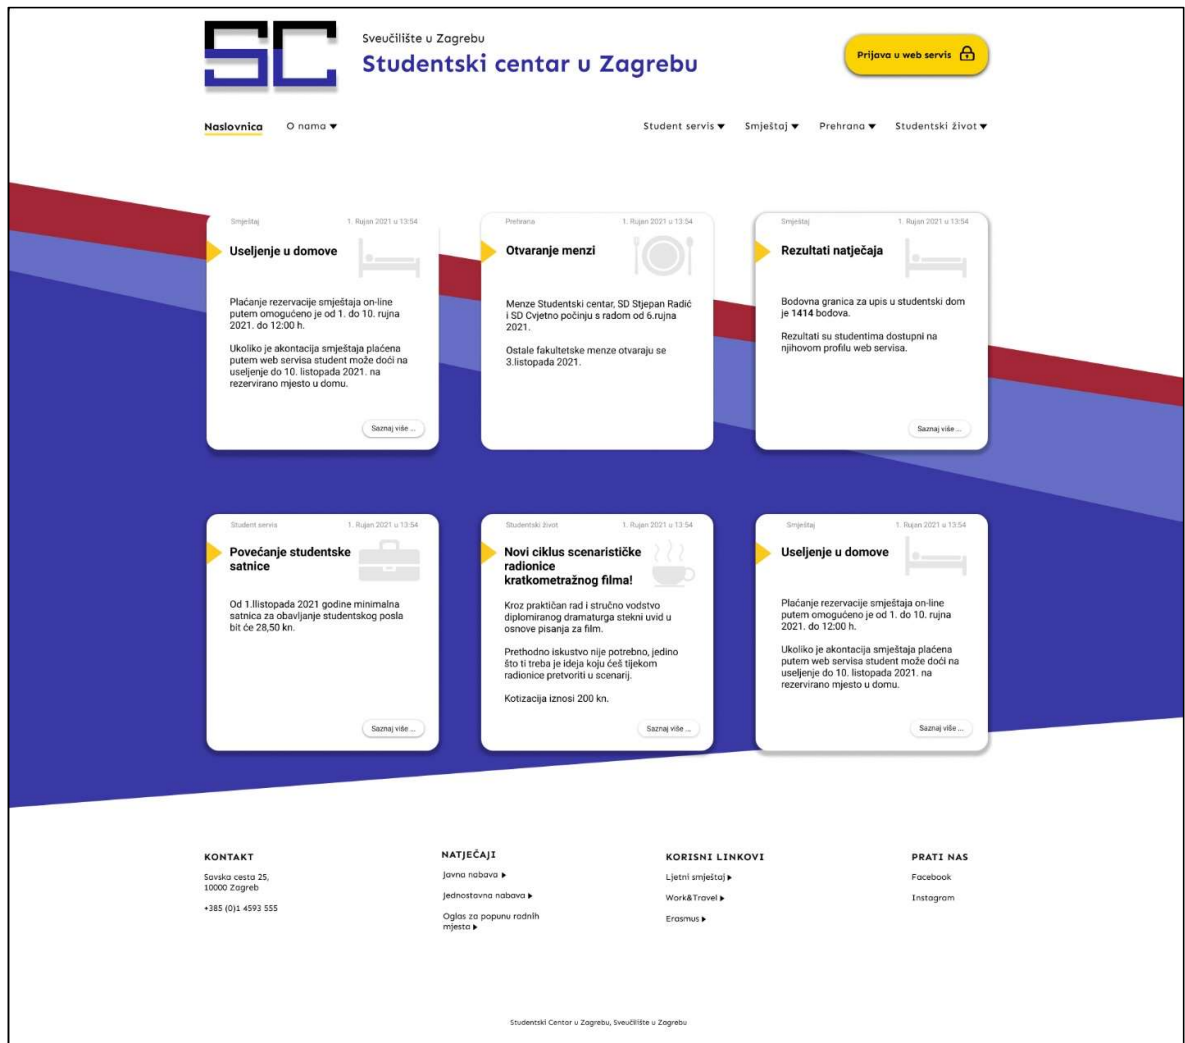 SC
Sveučilište u Zagrebu
Studentski centar u Zagrebu
Prijava u web servis
Naslovnica O nama
Student servis Smještaj Prehrana Studentski život
Smještaj 1. Rujan 2021 u 13:54
Useljenje u domove
Plaćanje rezervacije smještaja on-line
putem omogućeno je od 1. do 10. rujna
2021. do 12:00 h.
Ukoliko je akontacija smještaja plaćena
putem web servisa student može doći na
useljenje do 10. listopada 2021. na
rezervirano mjesto u domu.
Saznaj više ...
Prehrana 1. Rujan 2021 u 13:54
Otvaranje menzi
Menze Studentski centar, SD Stjepan Radić
i SD Cvjetno počinju s radom od 6.rujna
2021.
Ostale fakultetske menze otvaraju se
3.listopada 2021.
Smještaj 1. Rujan 2021 u 13:54
Rezultati natječaja
Bodovna granica za upis u studentski dom
je 1414 bodova.
Rezultati su studentima dostupni na
njihovom profilu web servisa.
Saznaj više ...
Student servis 1. Rujan 2021 u 13:54
Povećanje studentske
satnice
Od 1.llistopada 2021 godine minimalna
satnica za obavljanje studentskog posla
bit će 28,50 kn.
Saznaj više ...
Studentski život 1. Rujan 2021 u 13:54
Novi ciklus scenarističke
radionice
kratkometražnog filma!
Kroz praktičan rad i stručno vodstvo
diplomiranog dramaturga stekni uvid u
osnove pisanja za film.
Prethodno iskustvo nije potrebno, jedino
što ti treba je ideja koju ćeš tijekom
radionice pretvoriti u scenarij.
Kotizacija iznosi 200 kn.
Saznaj više ...
Smještaj 1. Rujan 2021 u 13:54
Useljenje u domove
Plaćanje rezervacije smještaja on-line
putem omogućeno je od 1. do 10. rujna
2021. do 12:00 h.
Ukoliko je akontacija smještaja plaćena
putem web servisa student može doći na
useljenje do 10. listopada 2021. na
rezervirano mjesto u domu.
Saznaj više ...
KONTAKT
Savska cesta 25,
10000 Zagreb
+385 (0)1 4593 555
NATJEČAJI
Javna nabava
Jednostavna nabava
Oglas za popunu radnih
mjesta
KORISNI LINKOVI
Ljetni smještaj
Work&Travel
Erasmus
PRATI NAS
Facebook
Instagram
Studentski Centar u Zagrebu, Sveučilište u Zagrebu